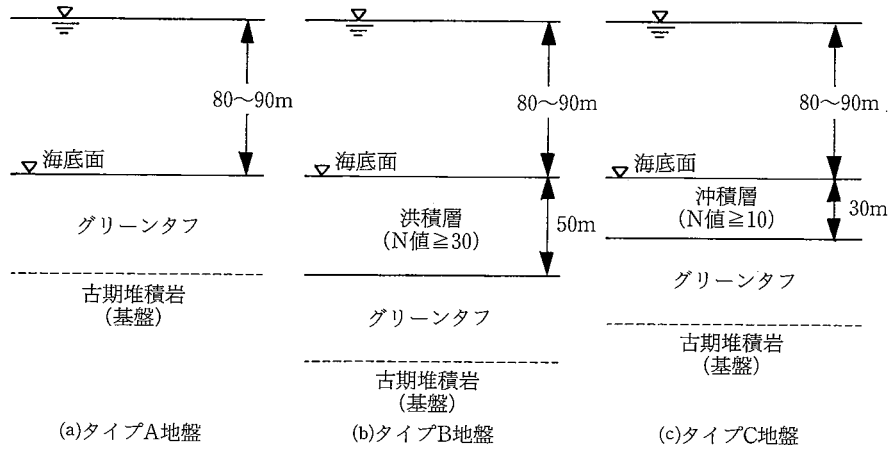 80〜90m
海底面
グリーンタフ
古期堆積岩
(基盤)
(a)タイプA地盤
80〜90m
海底面
洪積層
(N値≧30)
50m
グリーンタフ
古期堆積岩
(基盤)
(b)タイプB地盤
80〜90m
海底面
沖積層
(N値≧10)
30m
グリーンタフ
古期堆積岩
(基盤)
(c)タイプC地盤